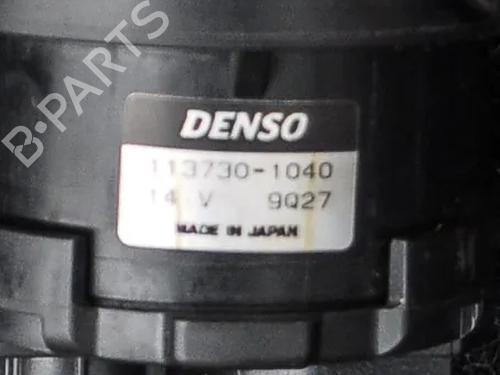 B-PARTS
DENSO
113730-1040
14 V 9Q27
MADE IN JAPAN